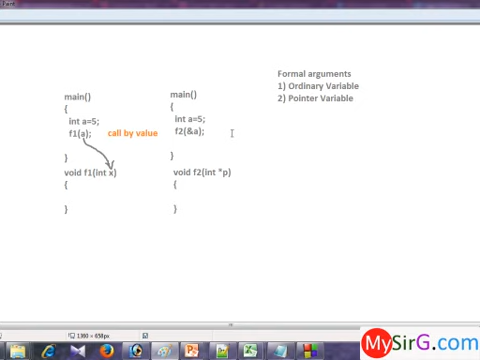 Paint
main()
{
int a=5;
f1(a);
call by value
}
void f1(int x)
{
}
main()
{
int a=5;
f2(&a);
}
void f2(int *p)
{
}
Formal arguments
1) Ordinary Variable
2) Pointer Variable
MySirG.com